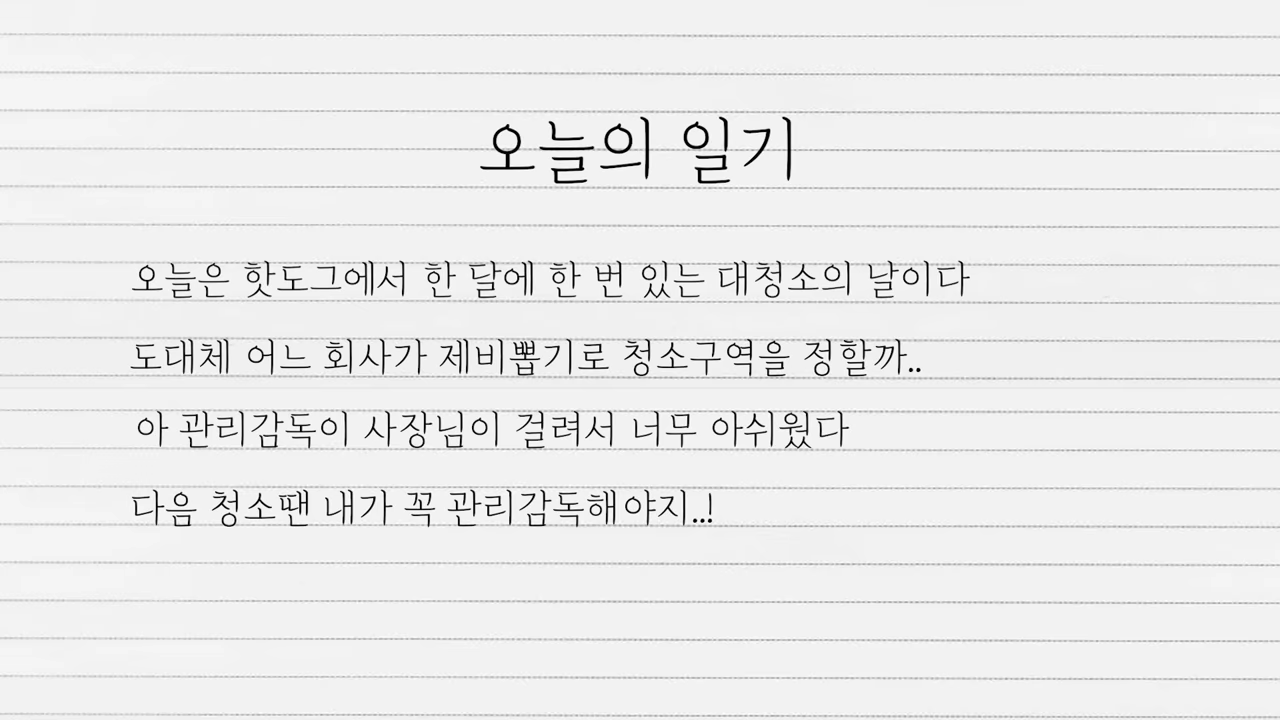 오늘의 일기
오늘은 핫도그에서 한 달에 한 번 있는 대청소의 날이다
도대체 어느 회사가 제비뽑기로 청소구역을 정할까..
아 관리감독이 사장님이 걸려서 너무 아쉬웠다
다음 청소땐 내가 꼭 관리감독해야지..!